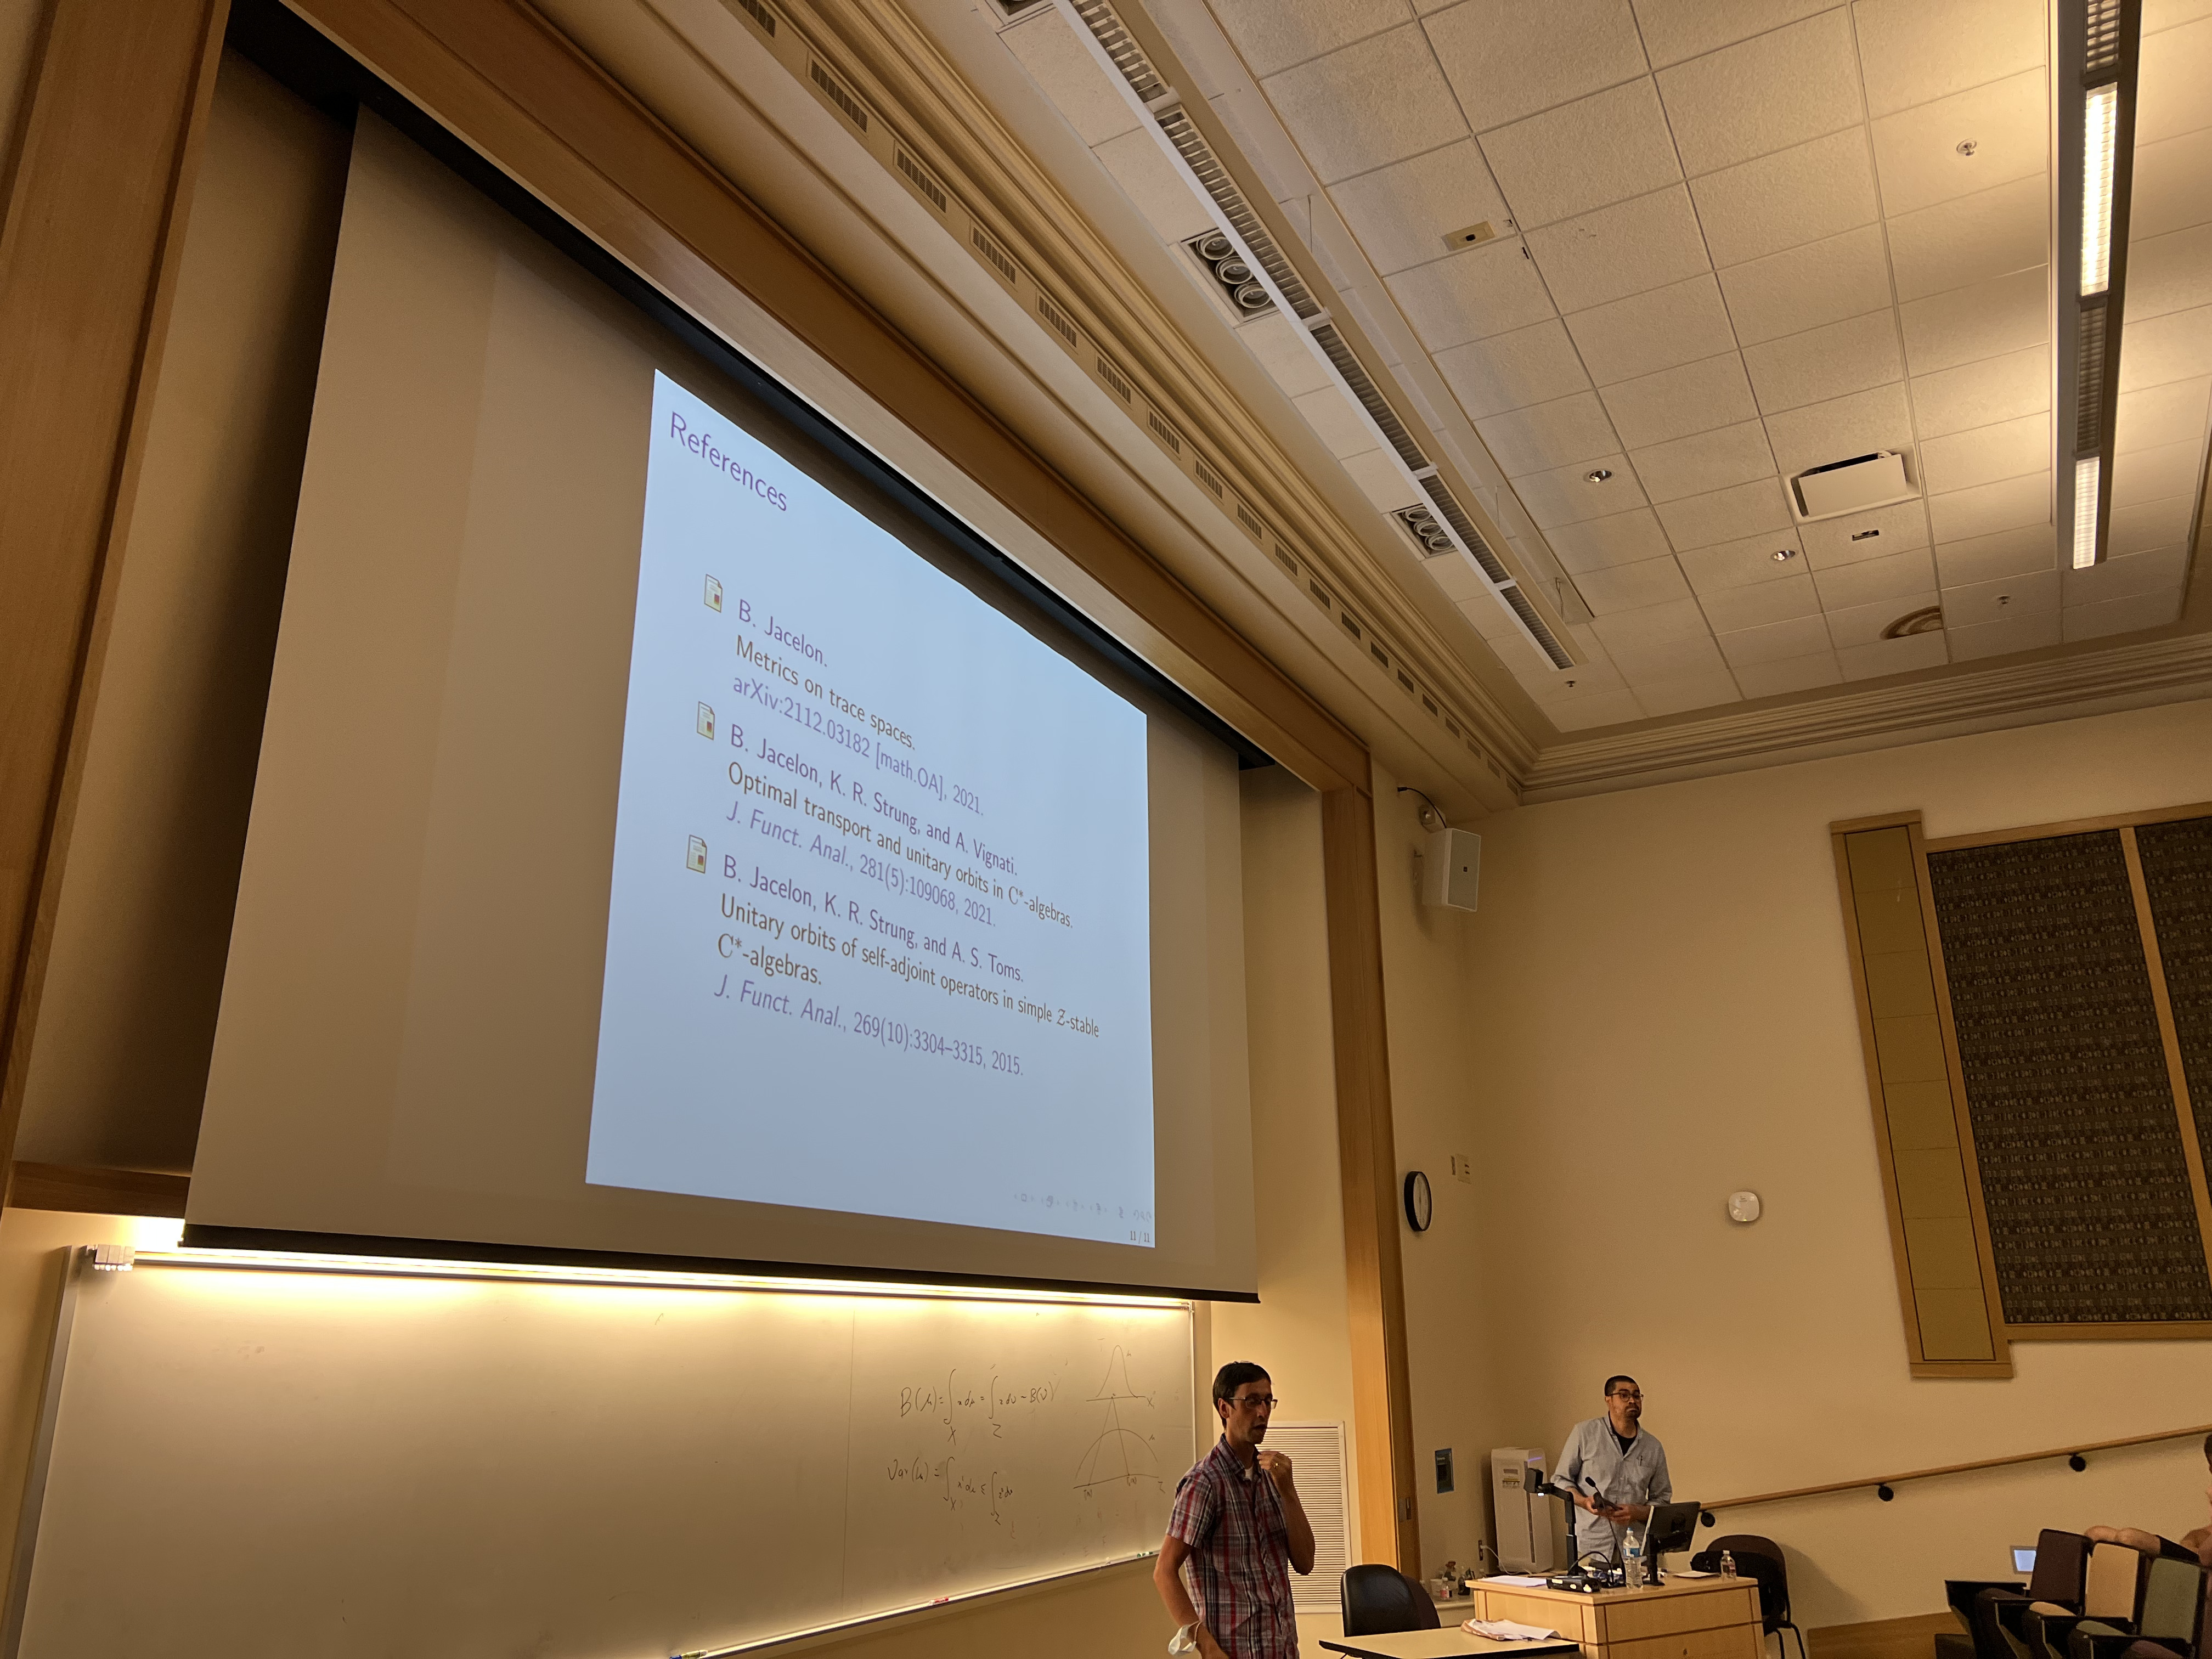 References
B. Jacelon.
Metrics on trace spaces.
arXiv:2112.03182 [math.OA], 2021.
B. Jacelon, K. R. Strung, and A. Vignati.
Optimal transport and unitary orbits in C*-algebras.
J. Funct. Anal., 281(5):109068, 2021.
B. Jacelon, K. R. Strung, and A. S. Toms.
Unitary orbits of self-adjoint operators in simple Z-stable
C*-algebras.
J. Funct. Anal., 269(10):3304–3315, 2015.
11 / 11